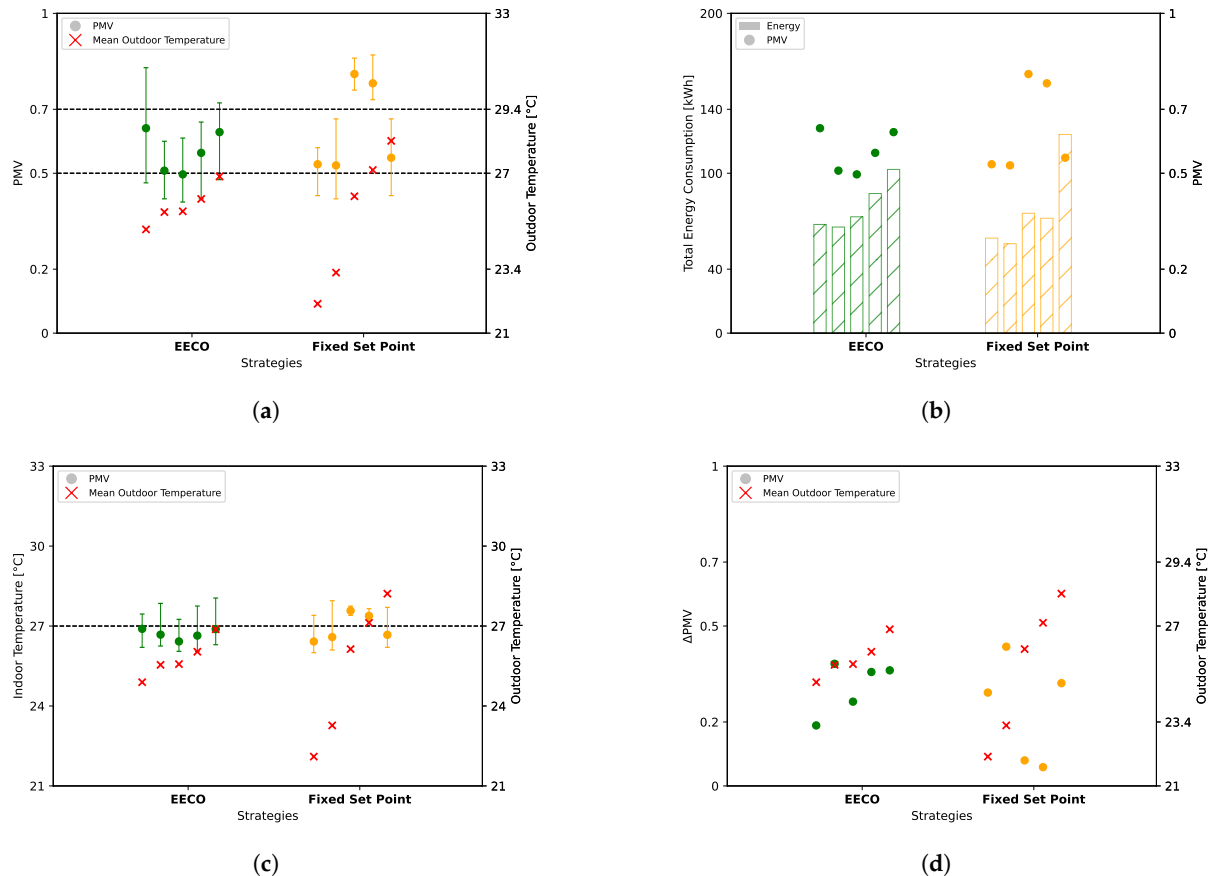 1
0.7
0.5
0.2
0
PMV
PMV
Mean Outdoor Temperature
33
29.4
27
23.4
21
Outdoor Temperature [°C]
EECO
Fixed Set Point
Strategies
(a)
200
140
100
40
0
Total Energy Consumption [kWh]
Energy
PMV
1
0.7
0.5
0.2
0
PMV
EECO
Fixed Set Point
Strategies
(b)
33
30
27
24
21
Indoor Temperature [°C]
PMV
Mean Outdoor Temperature
33
30
27
24
21
Outdoor Temperature [°C]
EECO
Fixed Set Point
Strategies
(c)
1
0.7
0.5
0.2
0
ΔPMV
PMV
Mean Outdoor Temperature
33
29.4
27
23.4
21
Outdoor Temperature [°C]
EECO
Fixed Set Point
Strategies
(d)